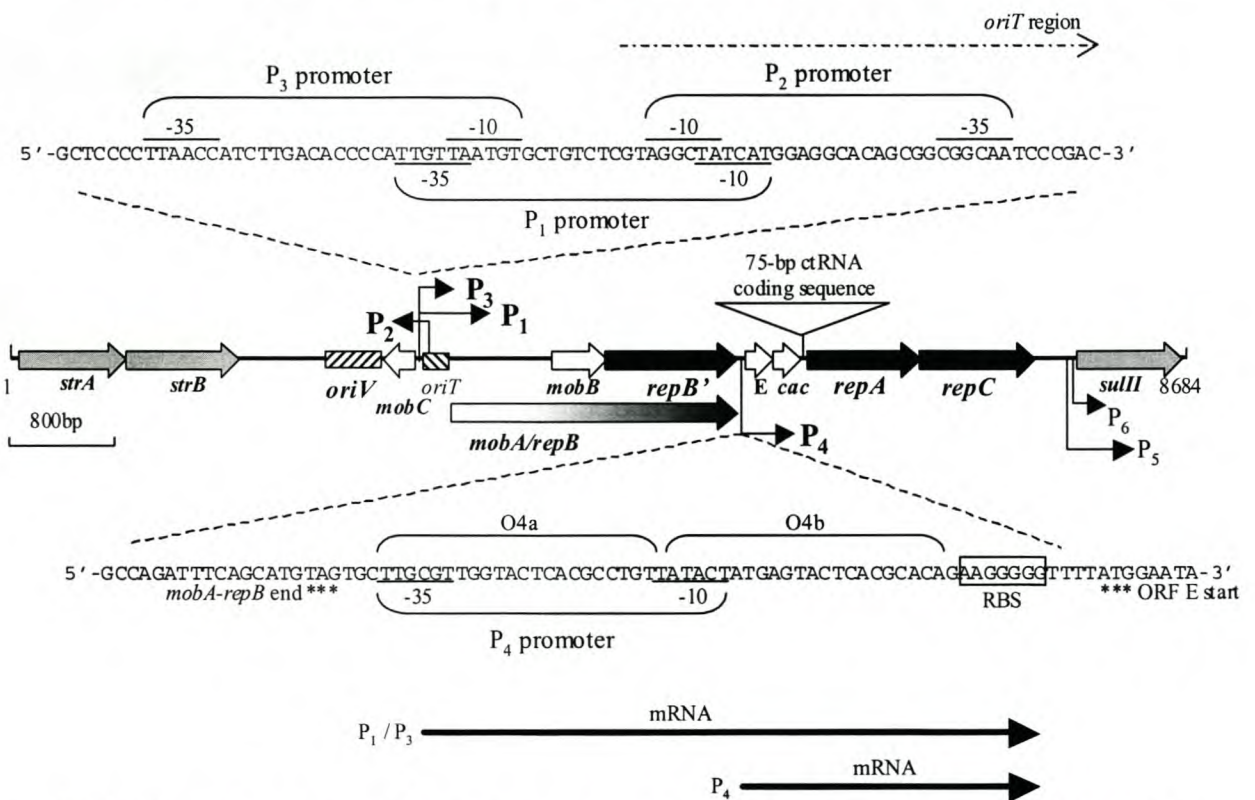 oriT region
P3 promoter
P2 promoter
-35
-10
-10
-35
5'-GCTCCCCTTAACCATCTTGACACCCCATTGTTAATGTGCTGTCTCGTAGGCTATCATGGAGGCACAGCGGCGGCAATCCCGAC-3'
-35
-10
P1 promoter
75-bp ctRNA
coding sequence
P3
P1
P2
1
strA
strB
oriV
mobC
oriT
mobB
repB'
E
cac
repA
repC
sulII
8684
800bp
mobA/repB
P4
P6
P5
O4a
O4b
5'-GCCAGATTTCAGCATGTAGTGCTTGCGTTGGTACTCACGCCTGTTATACTATGAGTACTCACGCACAGAAGGGGGTTTTATGGAATA-3'
mobA-repB end ***
-35
-10
RBS
*** ORF E start
P4 promoter
mRNA
P1 / P3
mRNA
P4